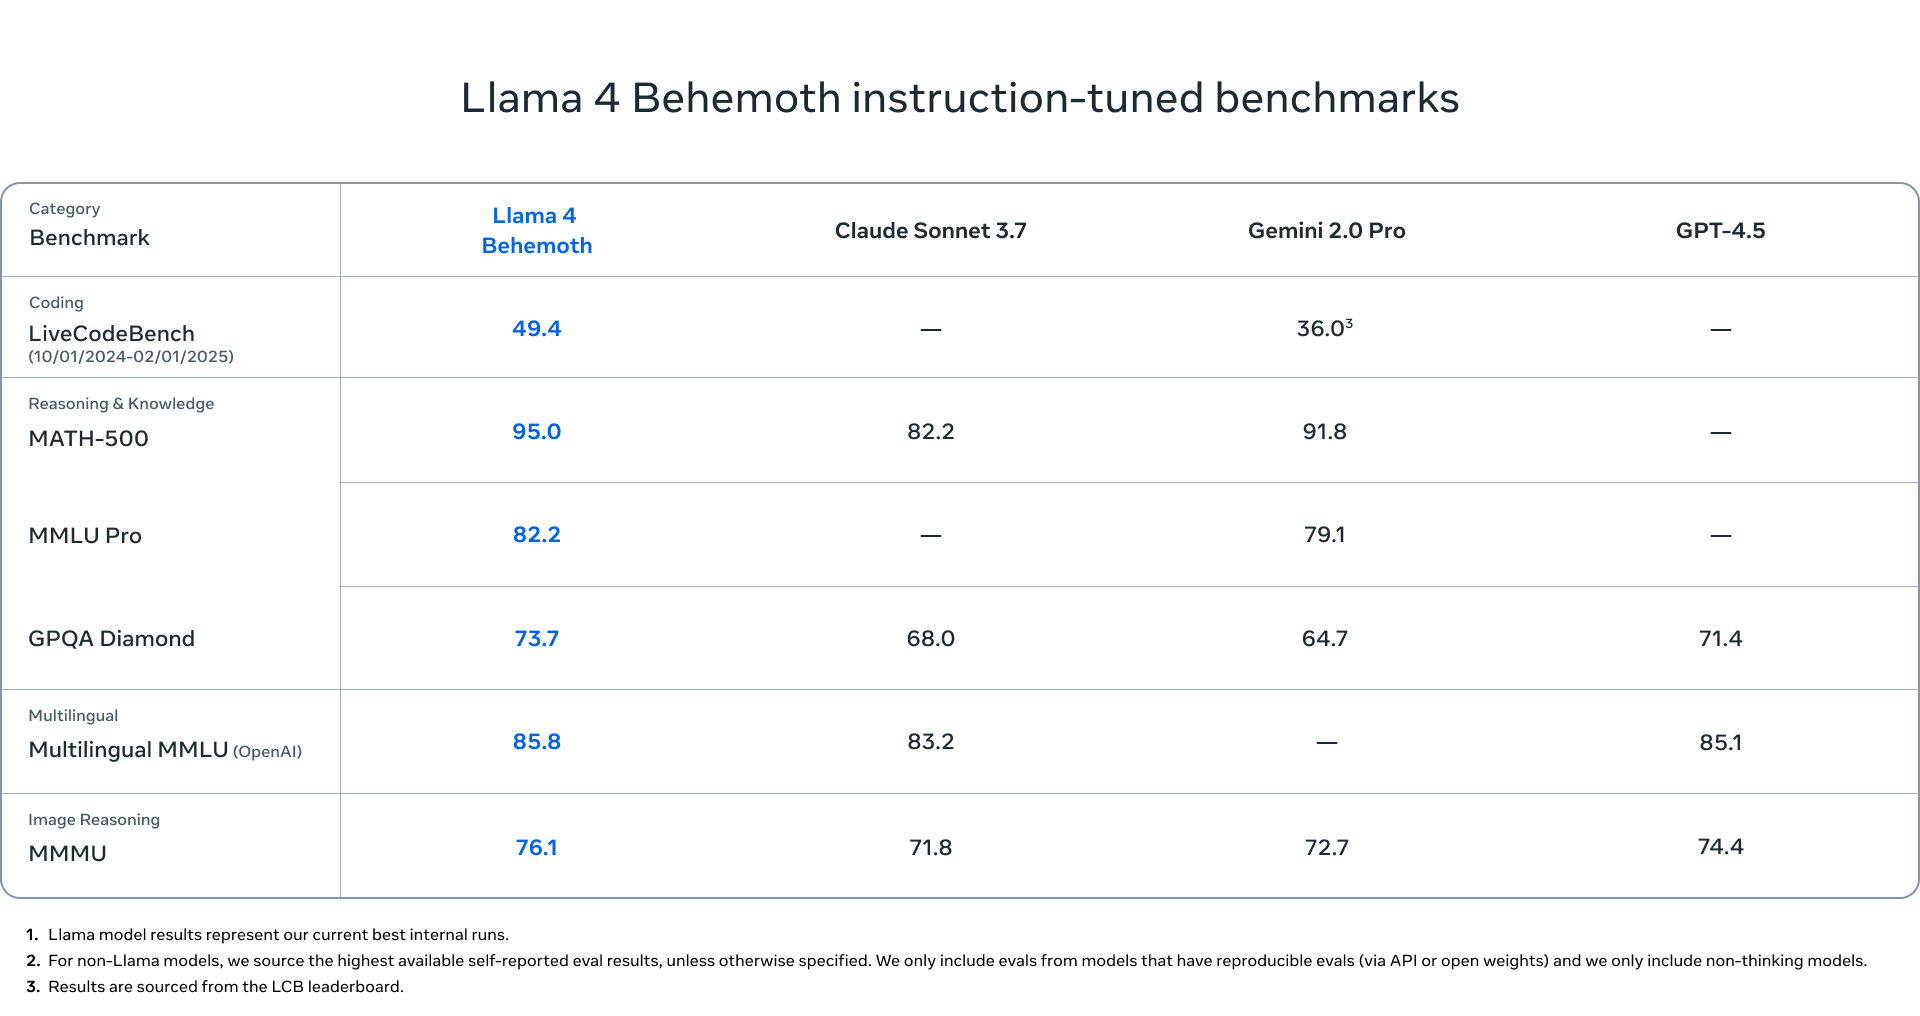 Llama 4 Behemoth instruction-tuned benchmarks
Category
Benchmark
Llama 4
Behemoth
Claude Sonnet 3.7
Gemini 2.0 Pro
GPT-4.5
Coding
LiveCodeBench
(10/01/2024-02/01/2025)
49.4
—
36.0³
—
Reasoning & Knowledge
MATH-500
95.0
82.2
91.8
—
MMLU Pro
82.2
—
79.1
—
GPQA Diamond
73.7
68.0
64.7
71.4
Multilingual
Multilingual MMLU (OpenAI)
85.8
83.2
—
85.1
Image Reasoning
MMMU
76.1
71.8
72.7
74.4
1. Llama model results represent our current best internal runs.
2. For non-Llama models, we source the highest available self-reported eval results, unless otherwise specified. We only include evals from models that have reproducible evals (via API or open weights) and we only include non-thinking models.
3. Results are sourced from the LCB leaderboard.